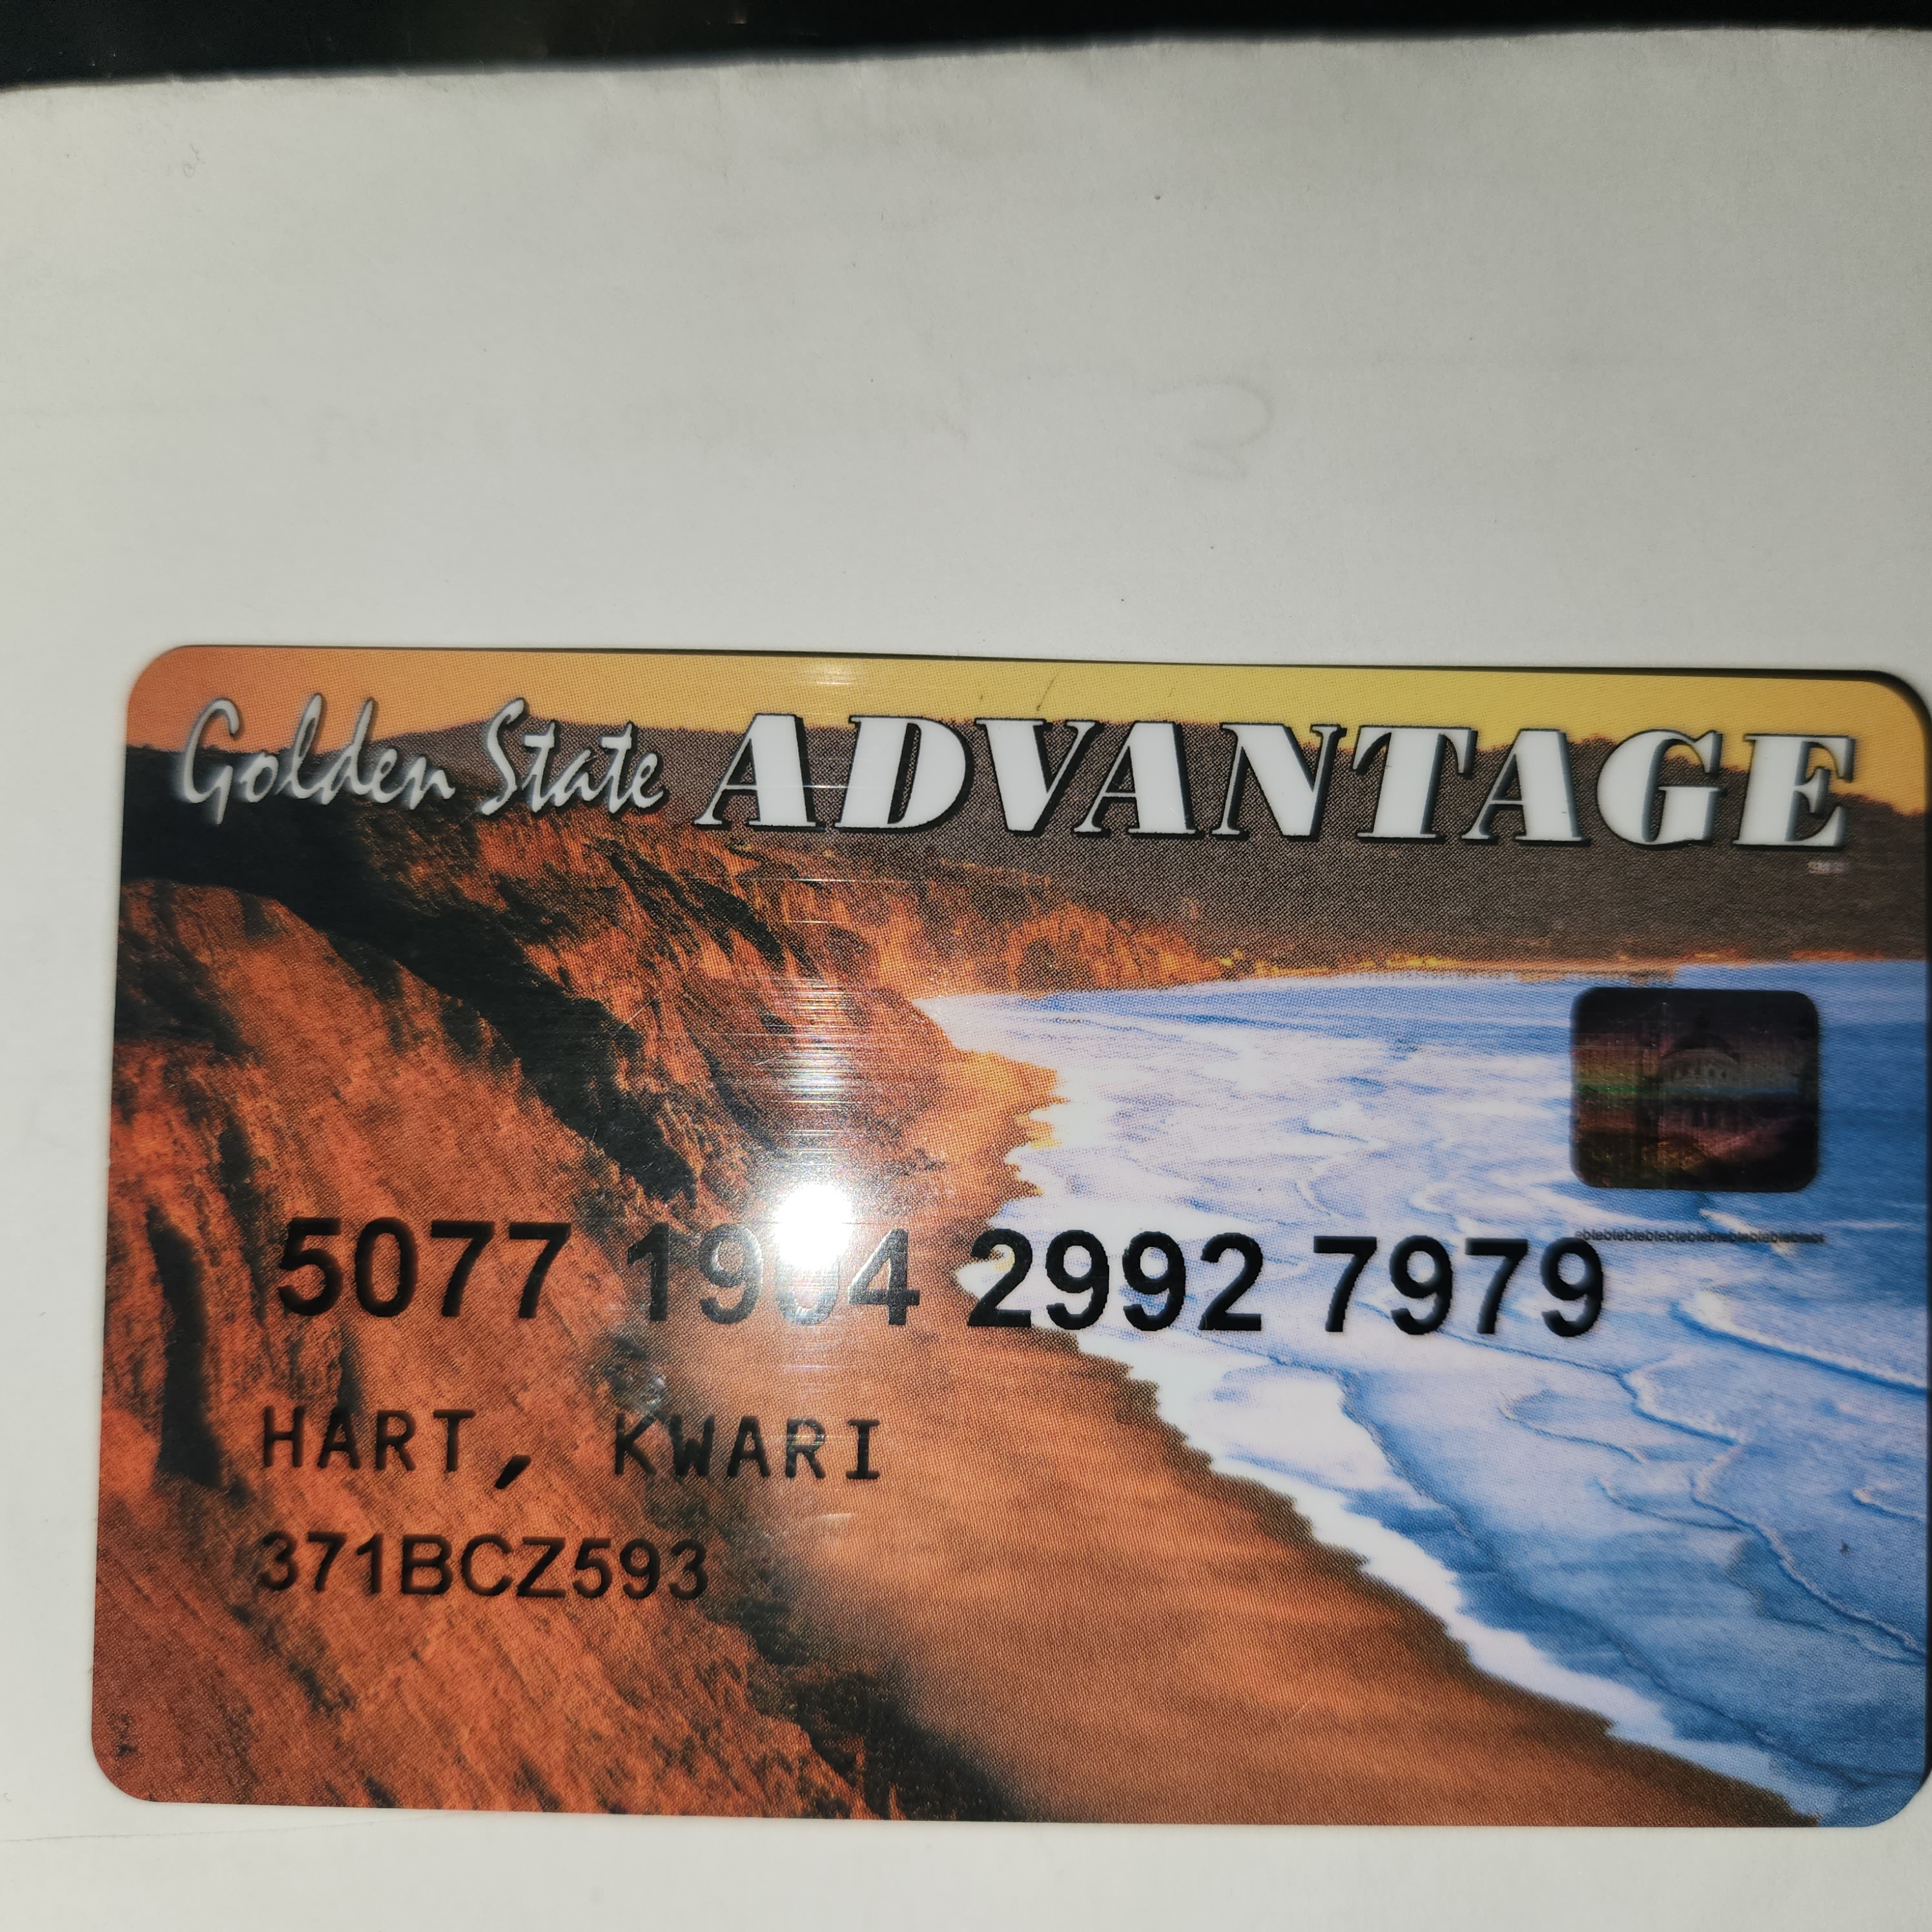 Golden State ADVANTAGE
5077 2992 7979
HART, KWARI
371BCZ593